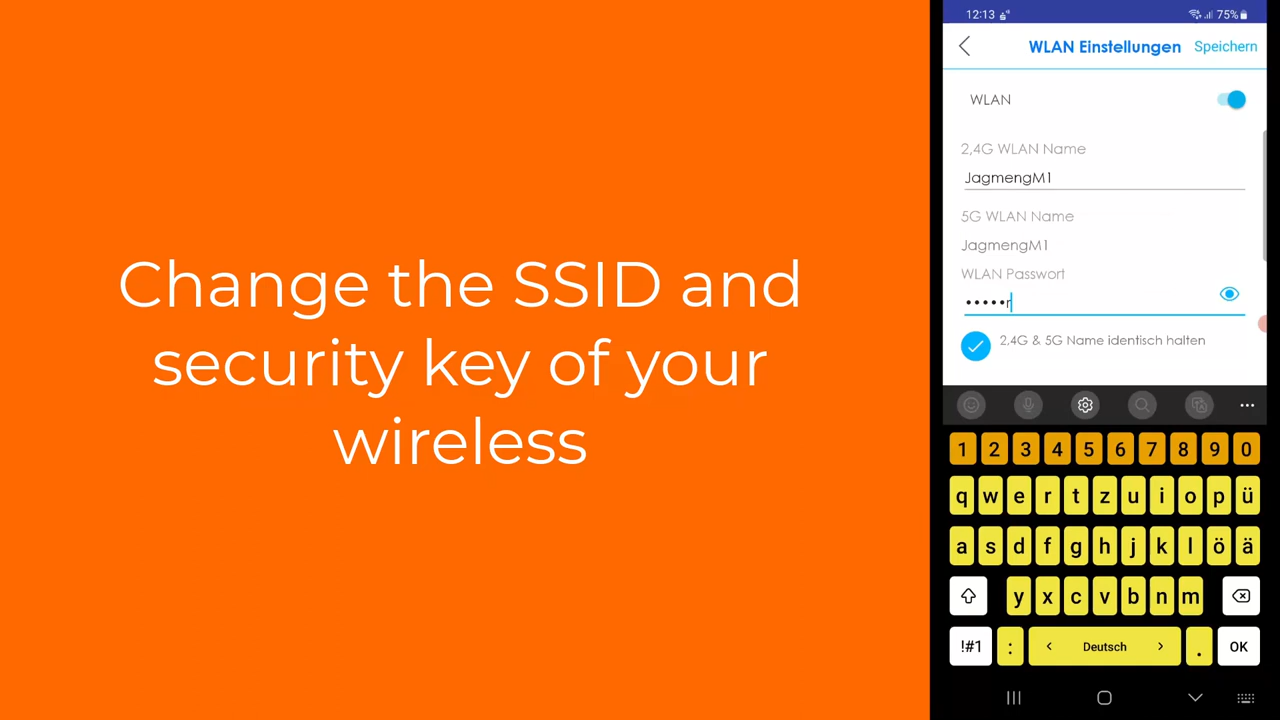 Change the SSID and
security key of your
wireless
12:13 75%
WLAN Einstellungen Speichern
WLAN
2,4G WLAN Name
JagmengM1
5G WLAN Name
JagmengM1
WLAN Passwort
•••••r
2,4G & 5G Name identisch halten
1 2 3 4 5 6 7 8 9 0
q w e r t z u i o p ü
a s d f g h j k l ö ä
y x c v b n m
!#1 : < Deutsch > . OK